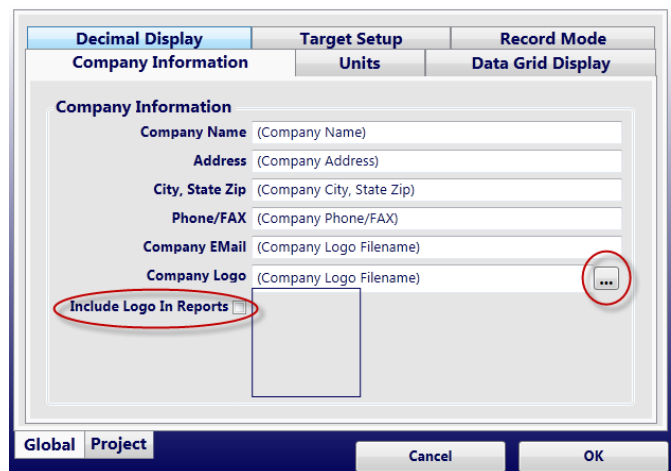 Decimal Display Target Setup Record Mode
Company Information Units Data Grid Display
Company Information
Company Name (Company Name)
Address (Company Address)
City, State Zip (Company City, State Zip)
Phone/FAX (Company Phone/FAX)
Company EMail (Company Logo Filename)
Company Logo (Company Logo Filename) ...
Include Logo In Reports
Global Project
Cancel OK